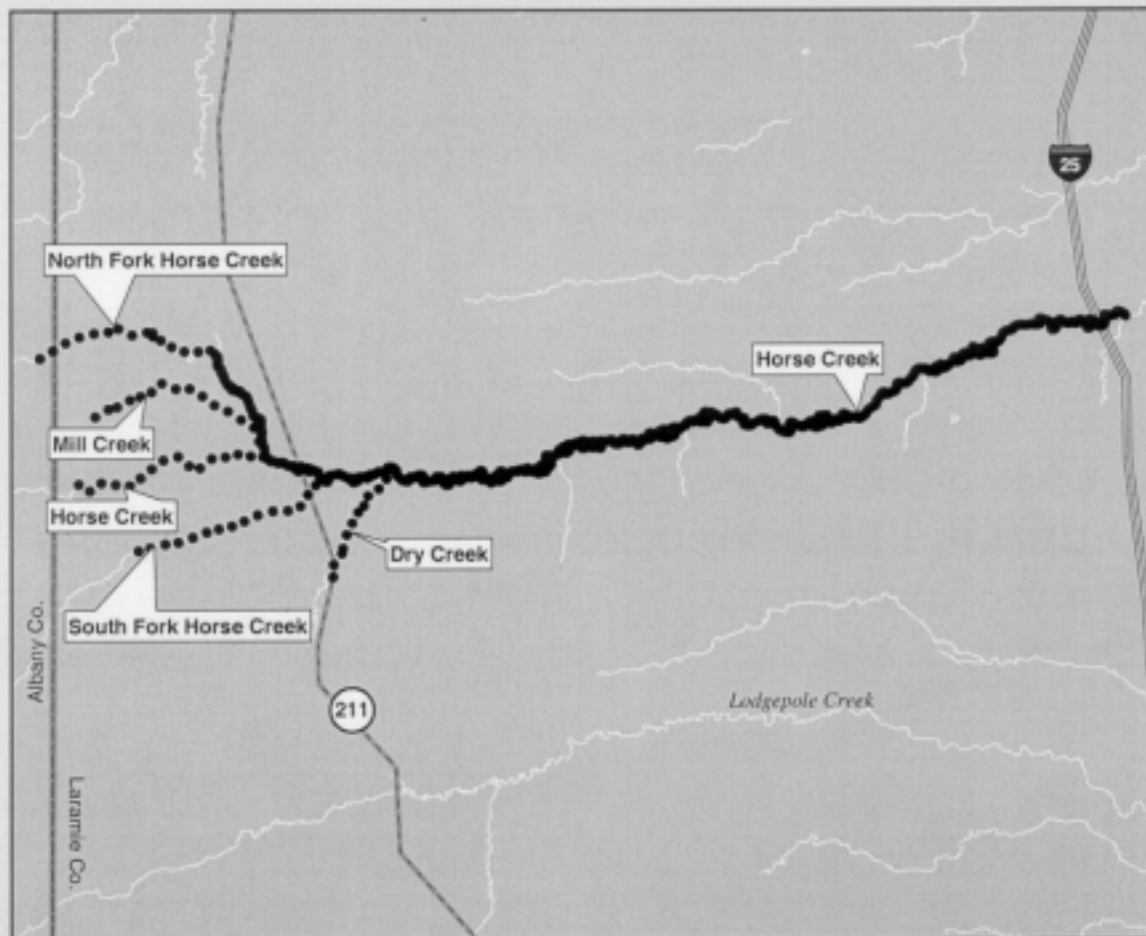 25
North Fork Horse Creek
Horse Creek
Mill Creek
Horse Creek
Dry Creek
South Fork Horse Creek
Albany Co.
Lodgepole Creek
211
Laramie Co.